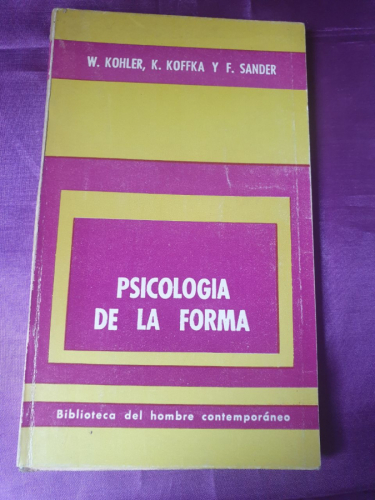 W. KOHLER, K. KOFFKA Y F. SANDER
PSICOLOGIA
DE LA FORMA
Biblioteca del hombre contemporáneo